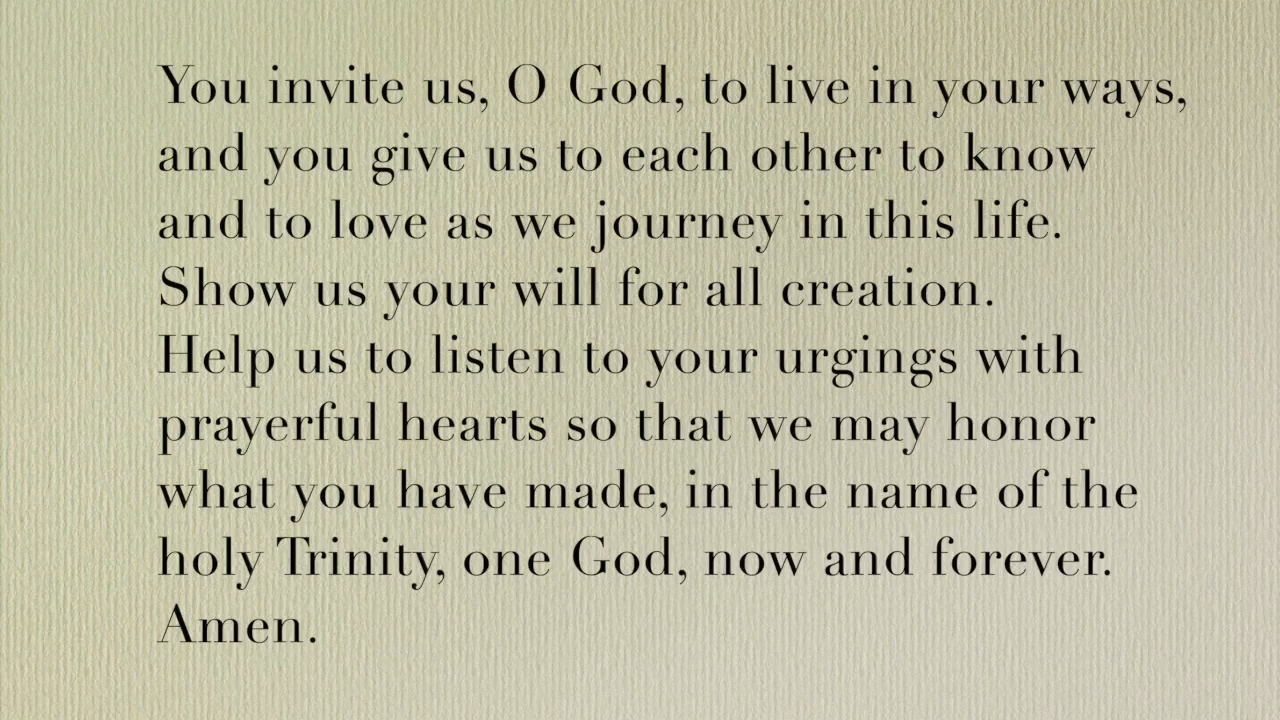 You invite us, O God, to live in your ways,
and you give us to each other to know
and to love as we journey in this life.
Show us your will for all creation.
Help us to listen to your urgings with
prayerful hearts so that we may honor
what you have made, in the name of the
holy Trinity, one God, now and forever.
Amen.